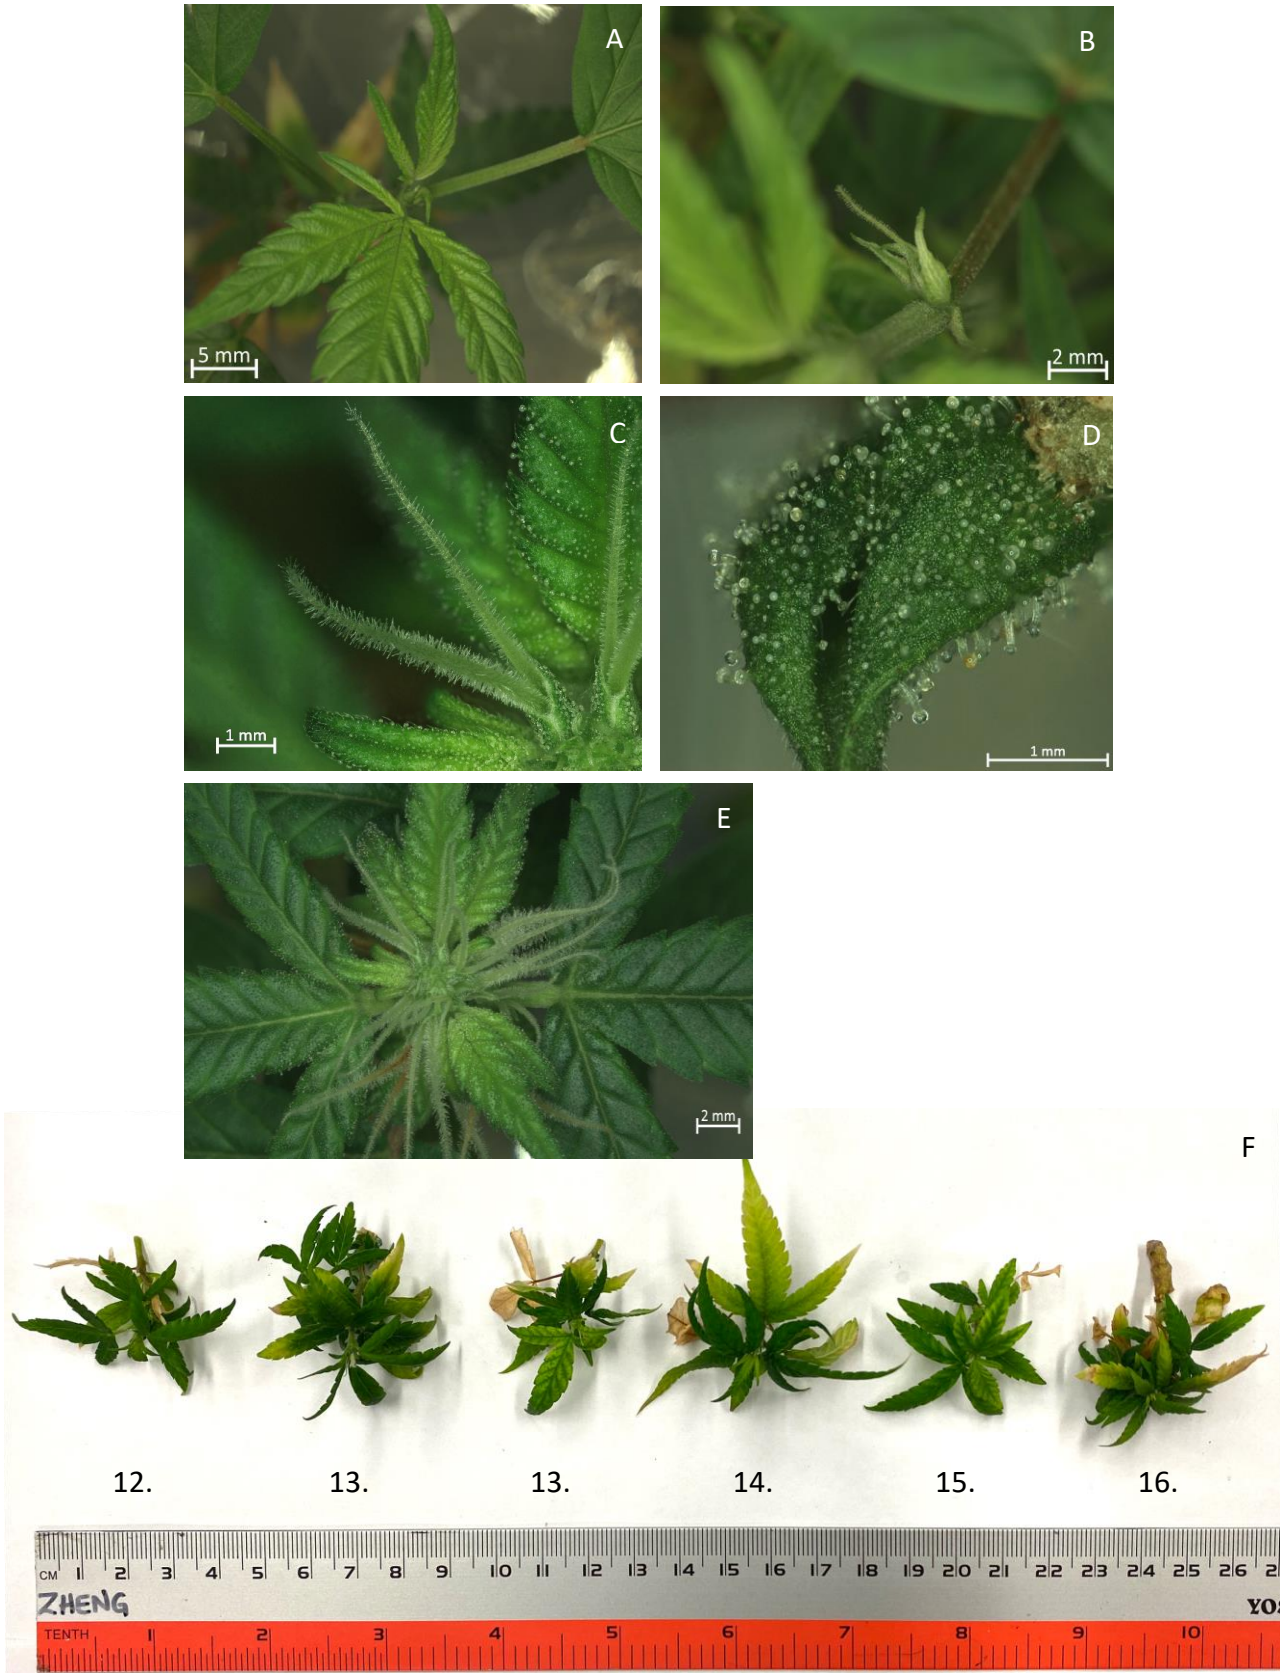 A
B
5 mm
2 mm
C
D
1 mm
1 mm
E
2 mm
F
12. 13. 13. 14. 15. 16.
CM 1 2 3 4 5 6 7 8 9 10 11 12 13 14 15 16 17 18 19 20 21 22 23 24 25 26
ZHENG
TENTH 1 2 3 4 5 6 7 8 9 10